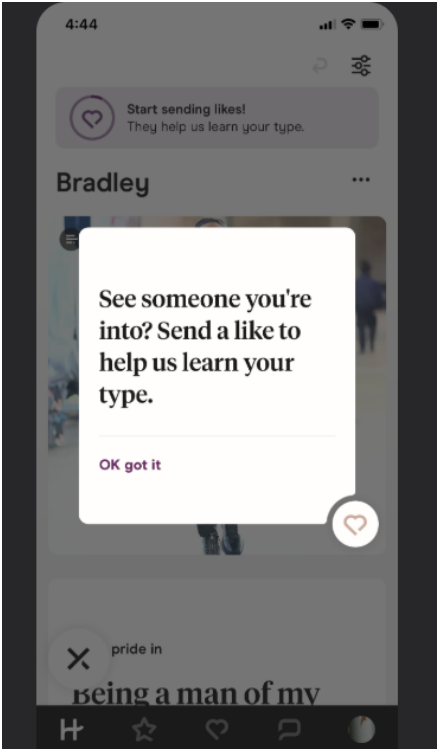 4:44
Start sending likes!
They help us learn your type.
Bradley
See someone you're
into? Send a like to
help us learn your
type.
OK got it
pride in
Being a man of my